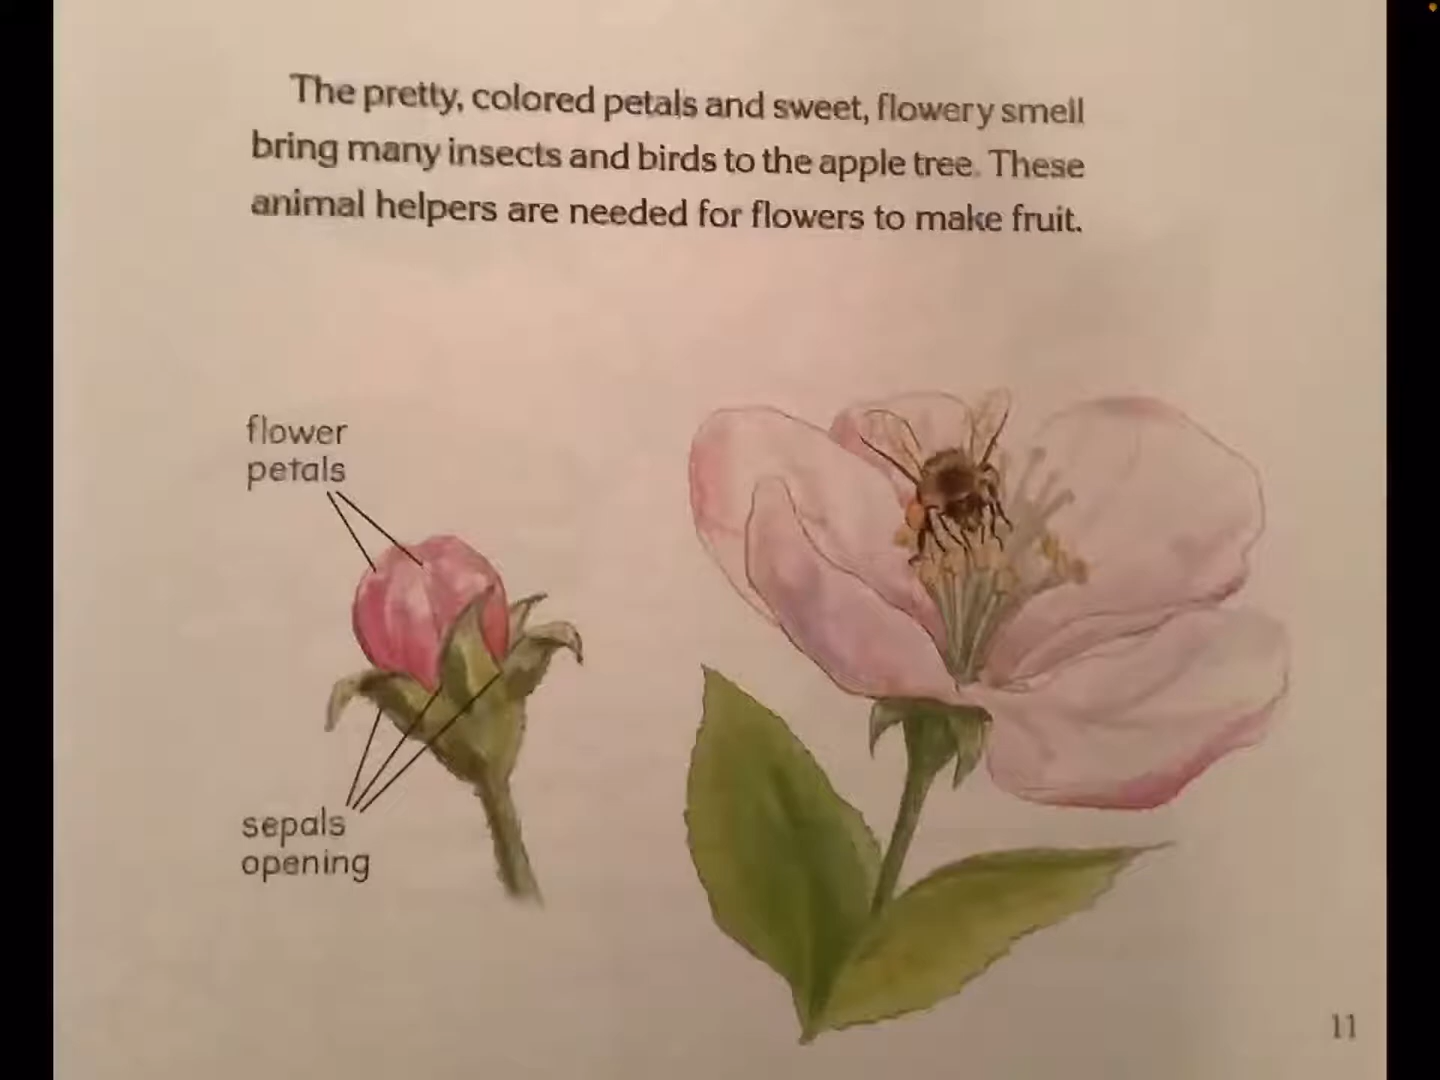 The pretty, colored petals and sweet, flowery smell
bring many insects and birds to the apple tree. These
animal helpers are needed for flowers to make fruit.
flower
petals
sepals
opening
11